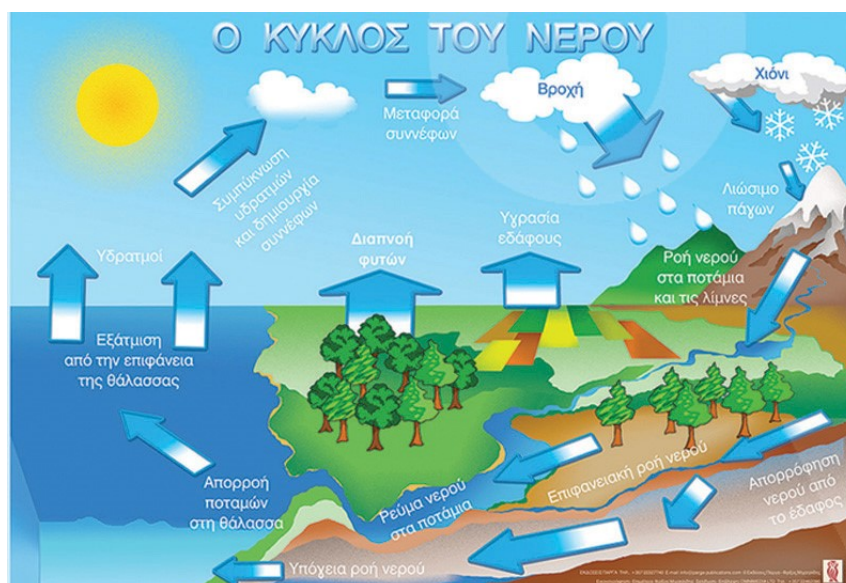 Ο ΚΥΚΛΟΣ ΤΟΥ ΝΕΡΟΥ
Χιόνι
Βροχή
Μεταφορά
συννέφων
Συμπύκνωση
υδρατμών
και δημιουργία
συννέφων
Λιώσιμο
πάγων
Υδρατμοί
Διαπνοή
φυτών
Υγρασία
εδάφους
Ροή νερού
στα ποτάμια
και τις λίμνες
Εξάτμιση
από την επιφάνεια
της θάλασσας
Απορροή
ποταμών
στη θάλασσα
Ρεύμα νερού
στα ποτάμια
Επιφανειακή ροή νερού
Απορρόφηση
νερού από
το έδαφος
Υπόγεια ροή νερού